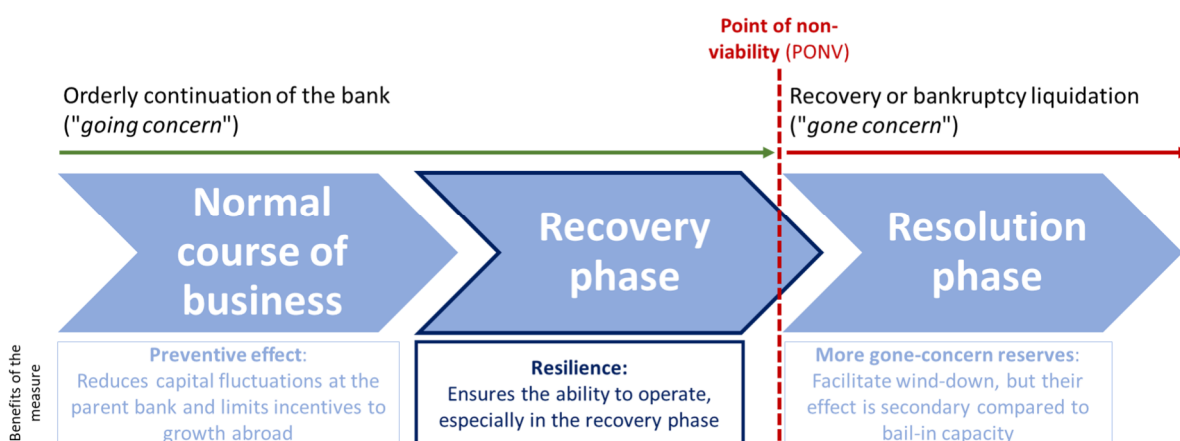 Point of non-
viability (PONV)
Orderly continuation of the bank
("going concern")
Recovery or bankruptcy liquidation
("gone concern")
Normal
course of
business
Recovery
phase
Resolution
phase
Benefits of the
measure
Preventive effect:
Reduces capital fluctuations at the
parent bank and limits incentives to
growth abroad
Resilience:
Ensures the ability to operate,
especially in the recovery phase
More gone-concern reserves:
Facilitate wind-down, but their
effect is secondary compared to
bail-in capacity